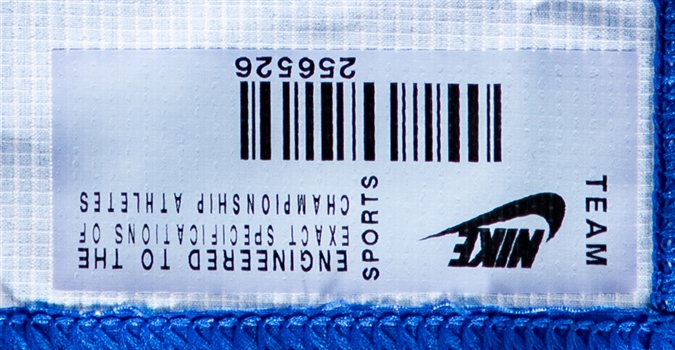 TEAM
NIKE
SPORTS
ENGINEERED TO THE
EXACT SPECIFICATIONS OF
CHAMPIONSHIP ATHLETES
256526